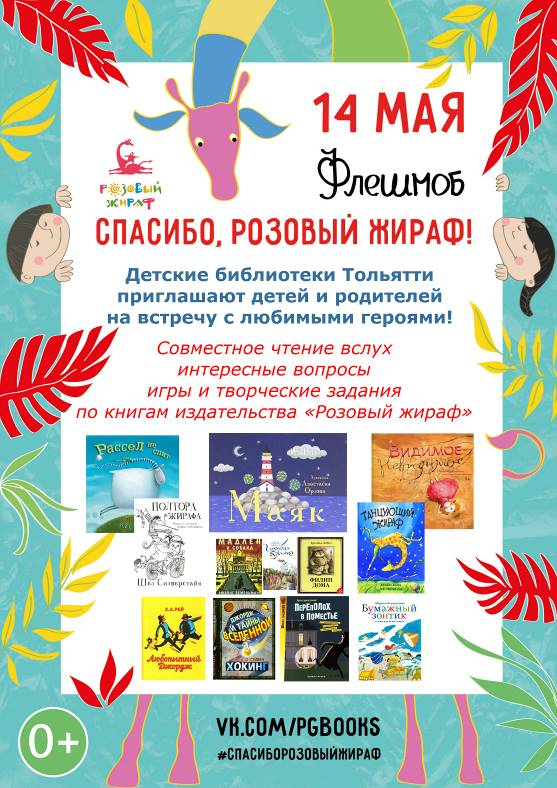 14 МАЯ
Флешмоб
РОЗОВЫЙ
ЖИРАФ
СПАСИБО, РОЗОВЫЙ ЖИРАФ!
Детские библиотеки Тольятти
приглашают детей и родителей
на встречу с любимыми героями!
Совместное чтение вслух
интересные вопросы
игры и творческие задания
по книгам издательства «Розовый жираф»
Рассел не спит
Анастасия
Орлова
Маяк
Видимое
Невидимое
ПОЛТОРА
ЖИРАФА
Шел Силверстайн
МАДЛЕН
И СОБАКА
ФИЛИН
ДОМА
ТАНЦУЮЩИЙ
ЖИРАФ
Х.А. РЕЙ
Любопытный
Джордж
ДЖОРДЖ
И ТАЙНЫ
ВСЕЛЕННОЙ
ХОКИНГ
ПЕРЕПОЛОХ
В ПОМЕСТЬЕ
Бумажный
зонтик
0+
VK.COM/PGBOOKS
#СПАСИБОРОЗОВЫЙЖИРАФ